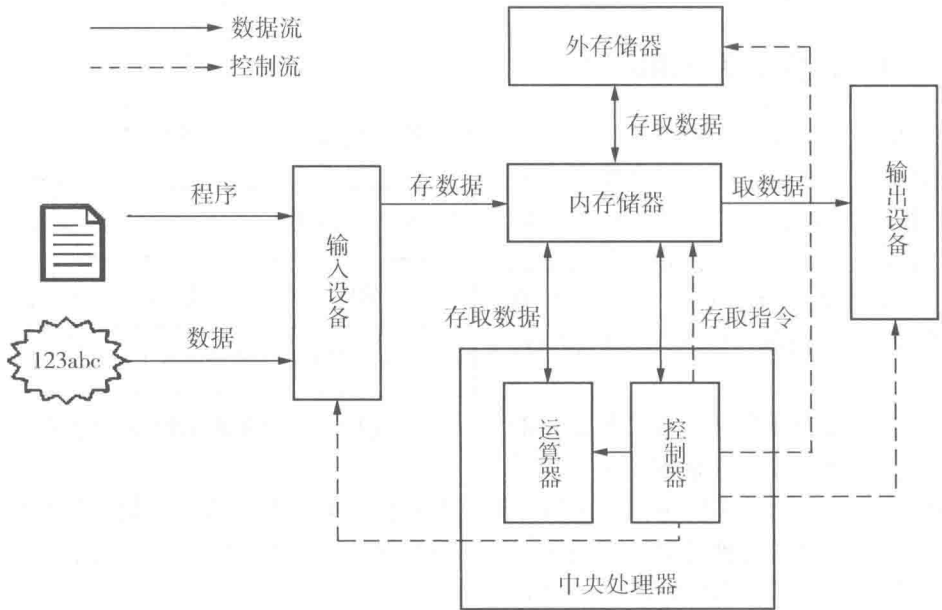 数据流
控制流
外存储器
存取数据
程序
存数据
内存储器
取数据
输出设备
输入设备
123abc
数据
存取数据
存取指令
运算器
控制器
中央处理器